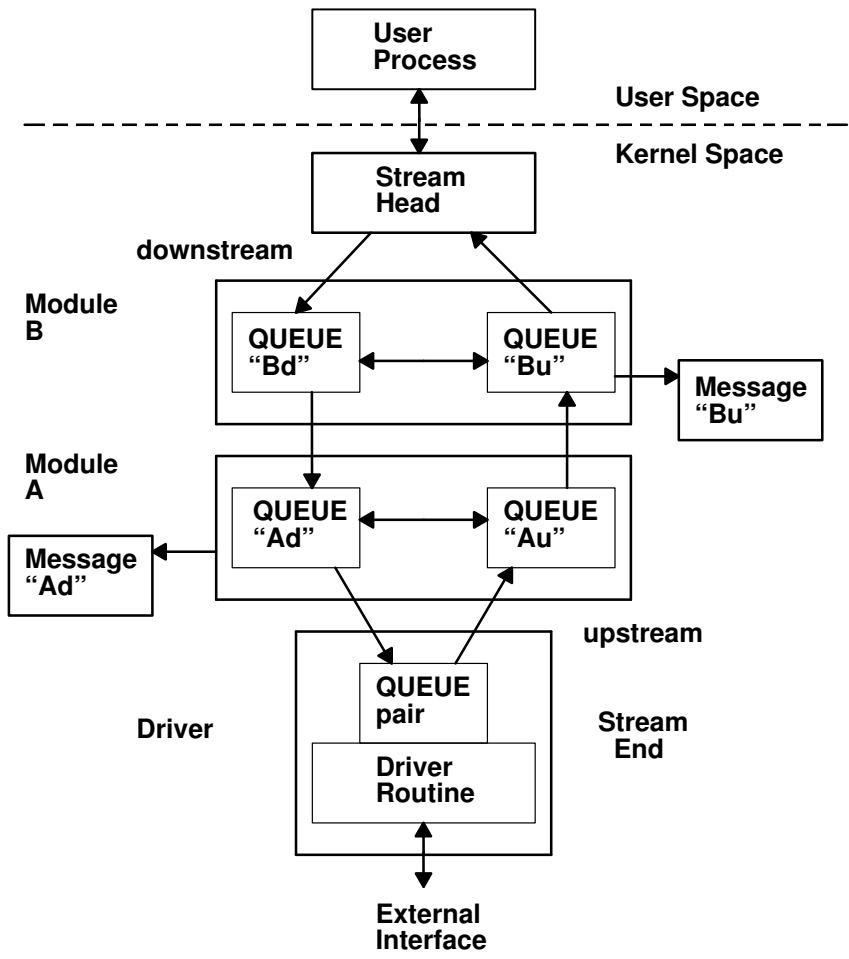 User
Process
User Space
Kernel Space
Stream
Head
downstream
Module
B
QUEUE
“Bd”
QUEUE
“Bu”
Message
“Bu”
Module
A
QUEUE
“Ad”
QUEUE
“Au”
Message
“Ad”
upstream
QUEUE
pair
Driver
Stream
End
Driver
Routine
External
Interface